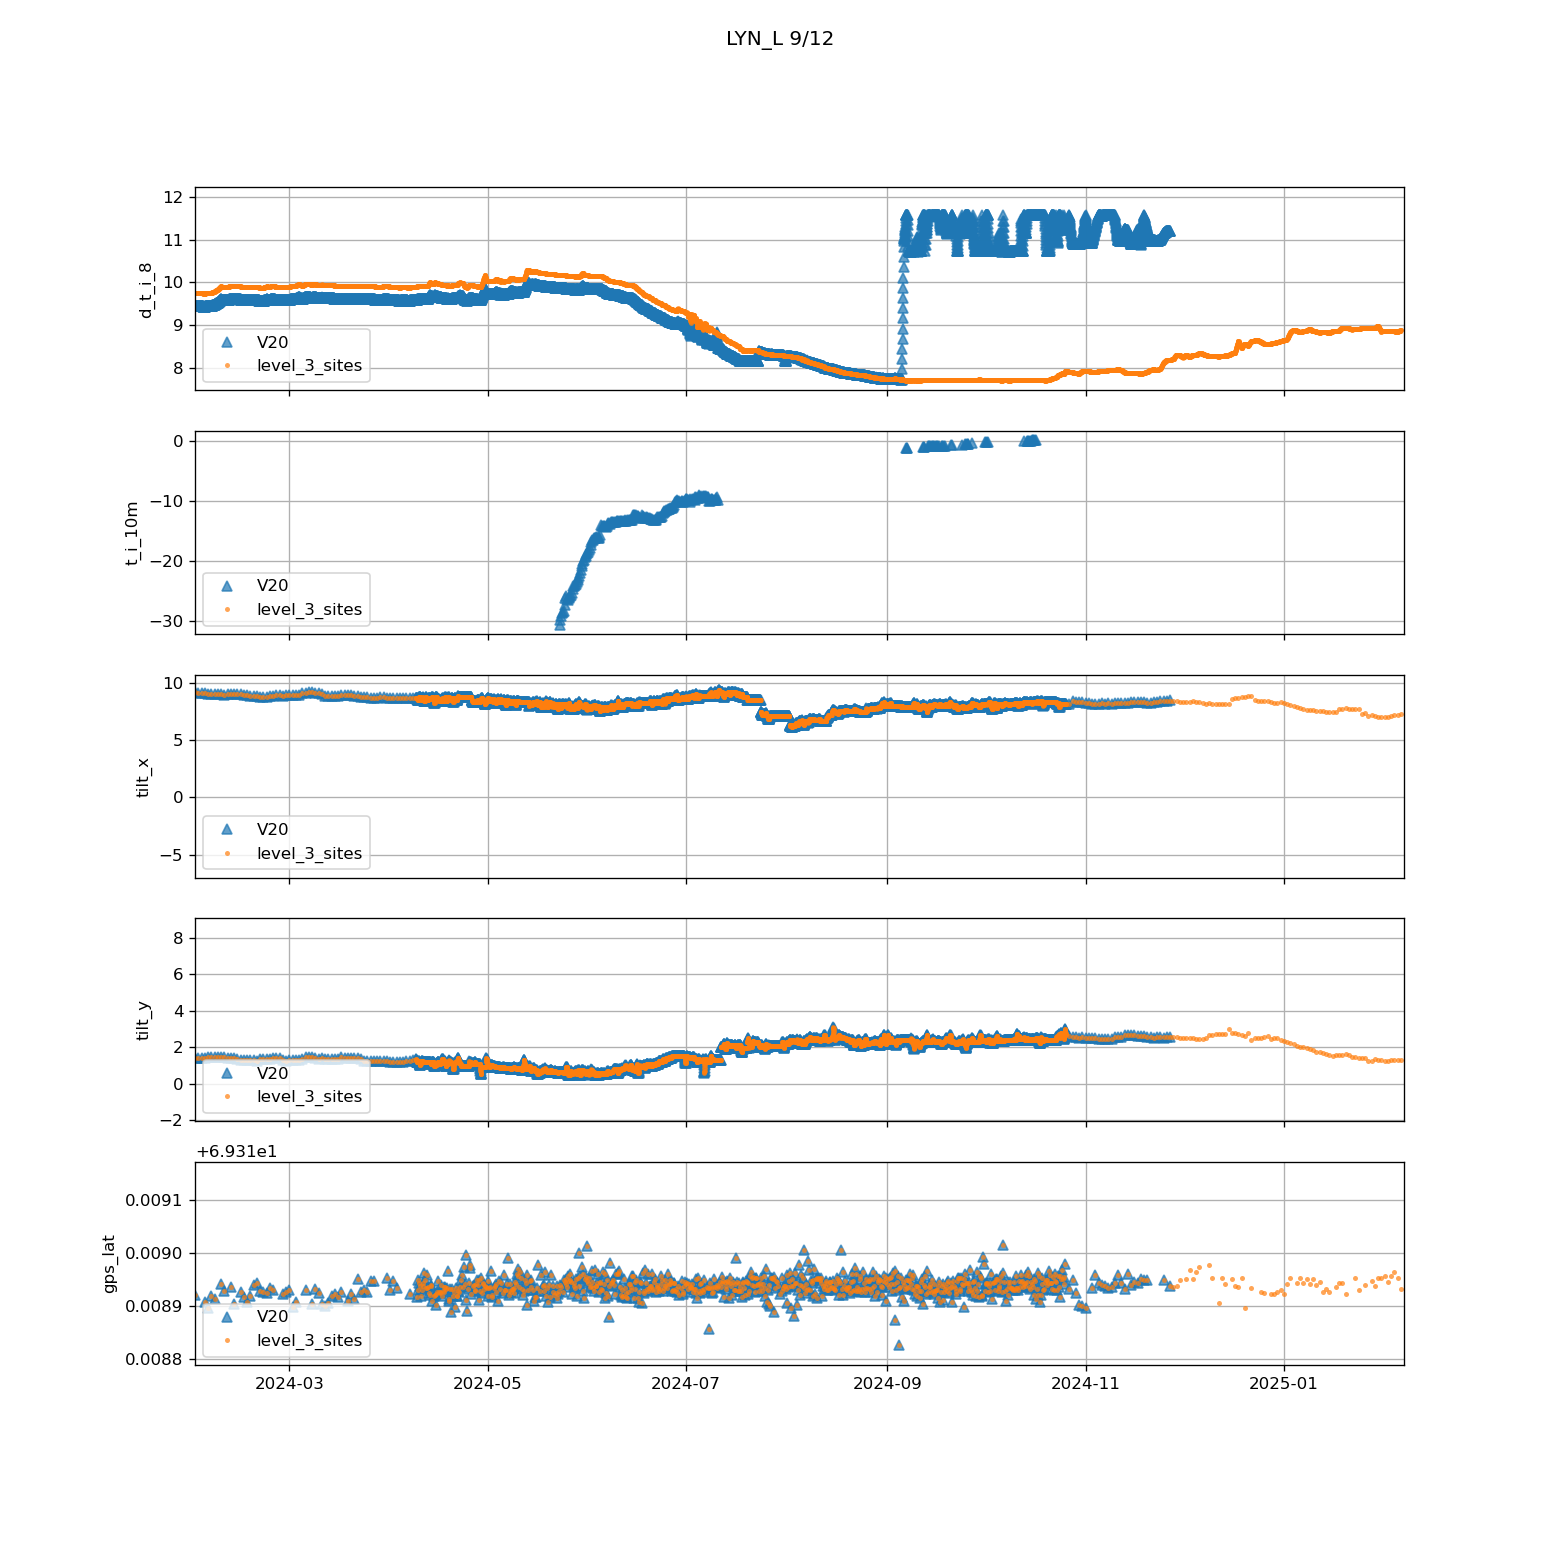 LYN_L 9/12
12
11
10
9
8
d_t_i_8
V20
level_3_sites
0
−10
−20
−30
t_i_10m
V20
level_3_sites
10
5
0
−5
tilt_x
V20
level_3_sites
8
6
4
2
0
−2
tilt_y
V20
level_3_sites
+6.931e1
0.0091
0.0090
0.0089
0.0088
gps_lat
V20
level_3_sites
2024-03 2024-05 2024-07 2024-09 2024-11 2025-01